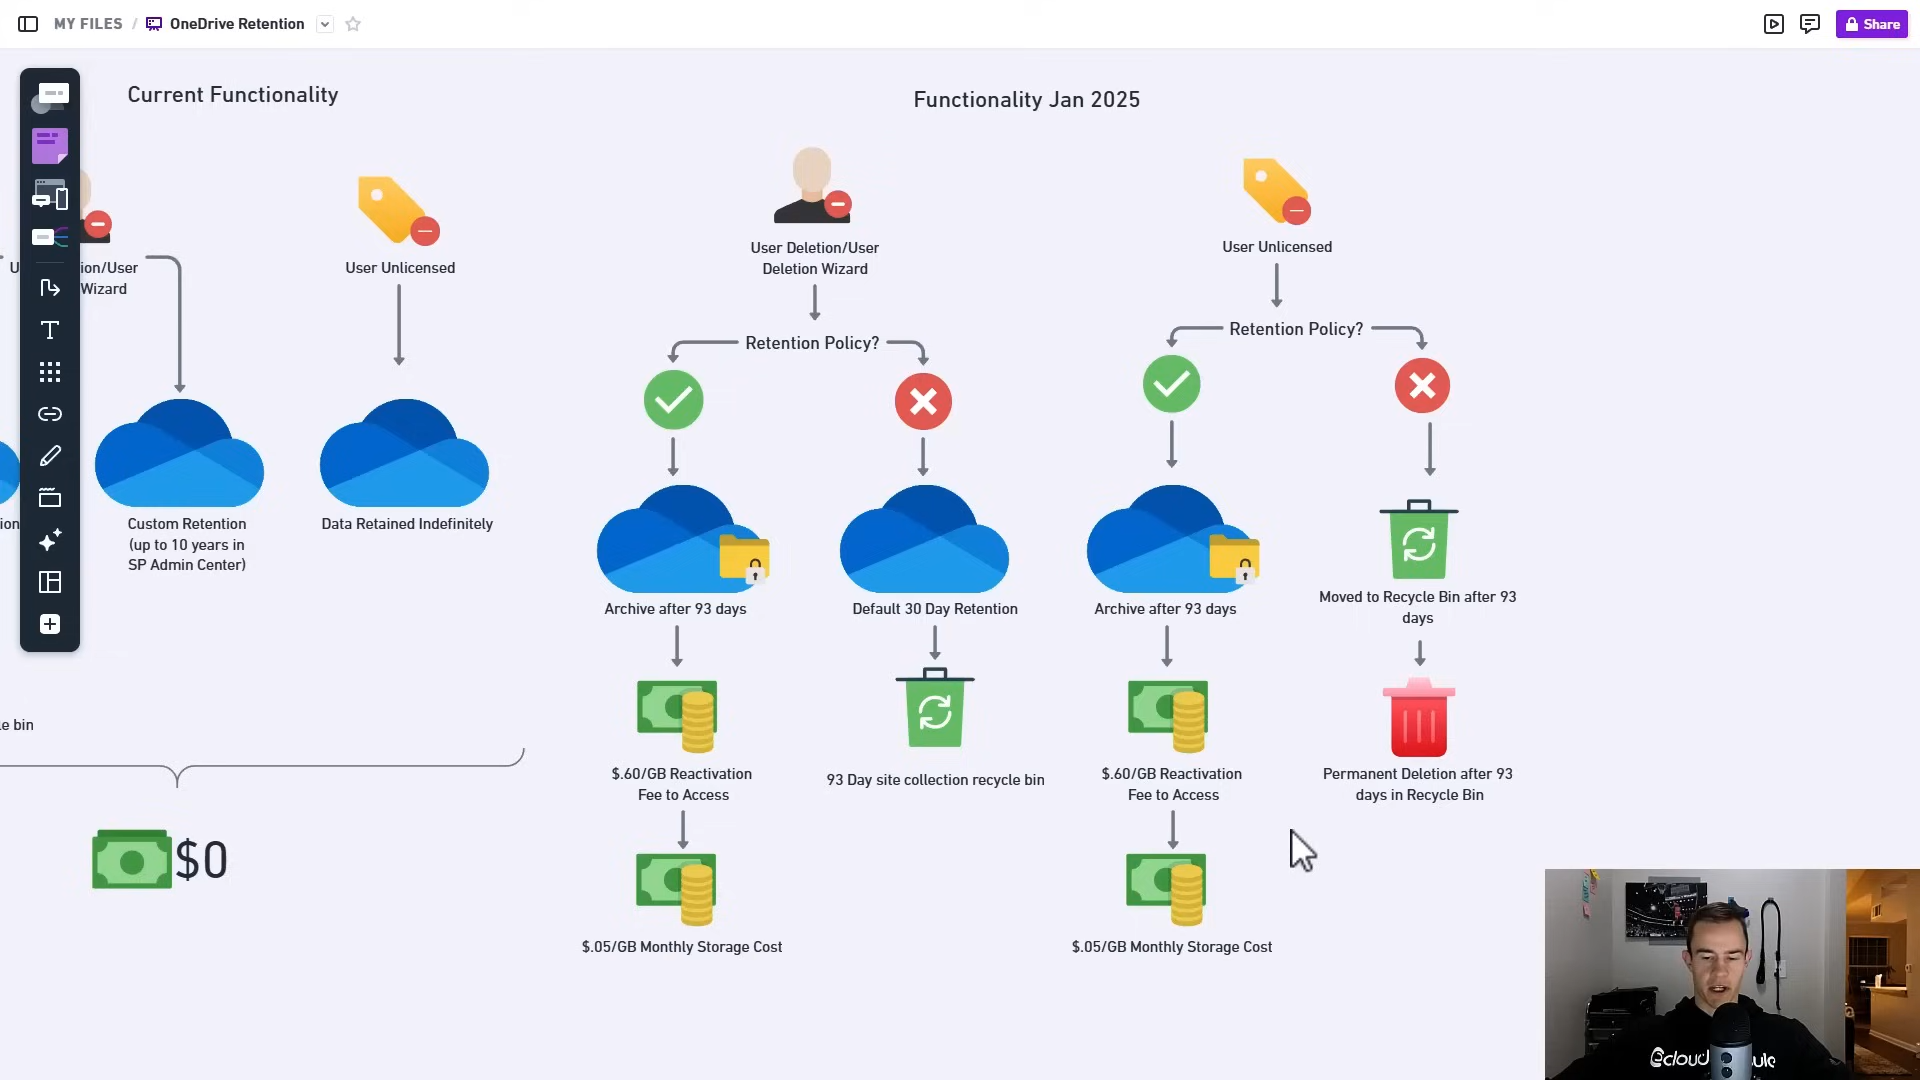 MY FILES / OneDrive Retention
Share
Current Functionality
Functionality Jan 2025
ion/User
Wizard
User Unlicensed
User Deletion/User
Deletion Wizard
User Unlicensed
Retention Policy?
Retention Policy?
Custom Retention
(up to 10 years in
SP Admin Center)
Data Retained Indefinitely
Archive after 93 days
Default 30 Day Retention
Archive after 93 days
Moved to Recycle Bin after 93
days
le bin
$.60/GB Reactivation
Fee to Access
93 Day site collection recycle bin
$.60/GB Reactivation
Fee to Access
Permanent Deletion after 93
days in Recycle Bin
$0
$.05/GB Monthly Storage Cost
$.05/GB Monthly Storage Cost
cloud